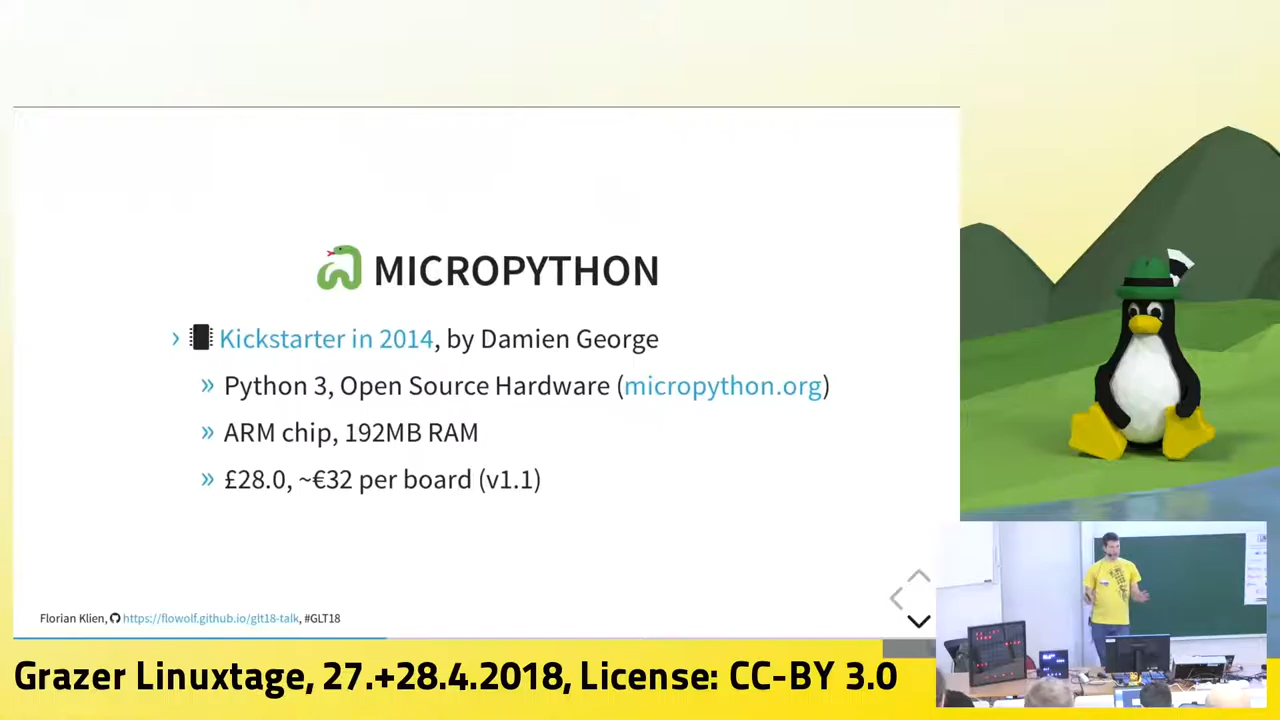 MICROPYTHON
› Kickstarter in 2014, by Damien George
» Python 3, Open Source Hardware (micropython.org)
» ARM chip, 192MB RAM
» £28.0, ~€32 per board (v1.1)
Florian Klien, https://flowolf.github.io/glt18-talk, #GLT18
Grazer Linuxtage, 27.+28.4.2018, License: CC-BY 3.0